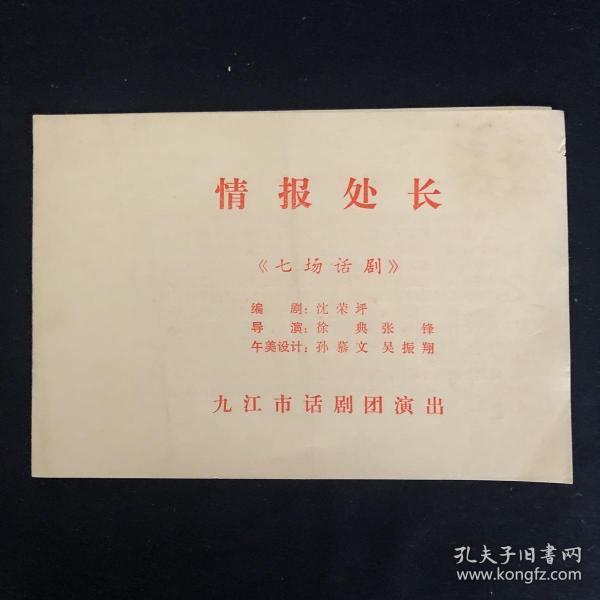 情报处长
《七场话剧》
编 剧：沈荣坪
导 演：徐 典 张 锋
午美设计：孙慕文 吴振翔
九江市话剧团演出
孔夫子旧书网
www.kongfz.com